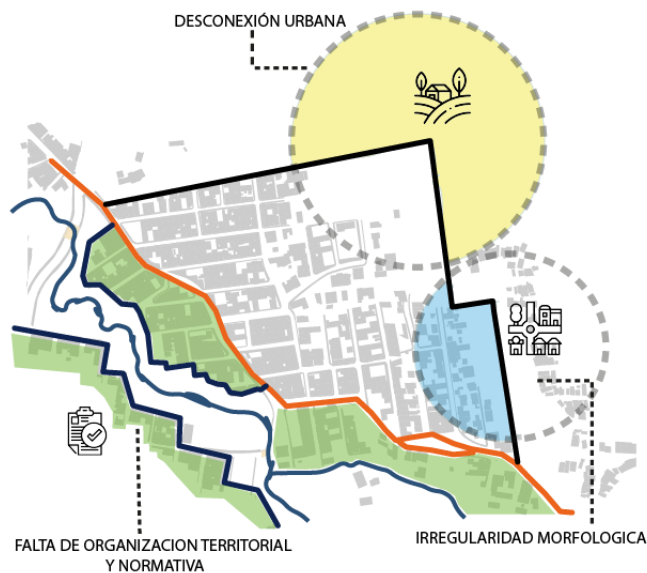 DESCONEXIÓN URBANA
IRREGULARIDAD MORFOLOGICA
FALTA DE ORGANIZACION TERRITORIAL
Y NORMATIVA